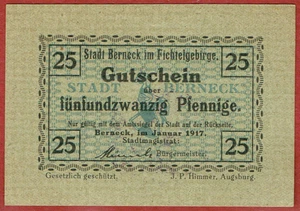 25 25
Stadt Berneck im Fichtelgebirge.
STADT BERNECK
Gutschein
über
fünfundzwanzig Pfennige.
Nur gültig mit dem Amtssiegel der Stadt auf der Rückseite.
Berneck, im Januar 1917.
Stadtmagistrat:
Bürgermeister.
25 25
Gesetzlich geschützt. J. P. Himmer, Augsburg.